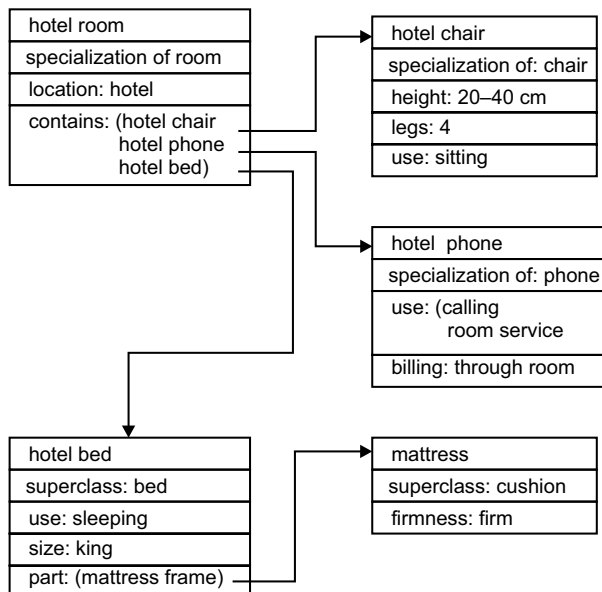 hotel room
specialization of room
location: hotel
contains: (hotel chair
hotel phone
hotel bed)
hotel chair
specialization of: chair
height: 20–40 cm
legs: 4
use: sitting
hotel phone
specialization of: phone
use: (calling
room service
billing: through room
hotel bed
superclass: bed
use: sleeping
size: king
part: (mattress frame)
mattress
superclass: cushion
firmness: firm